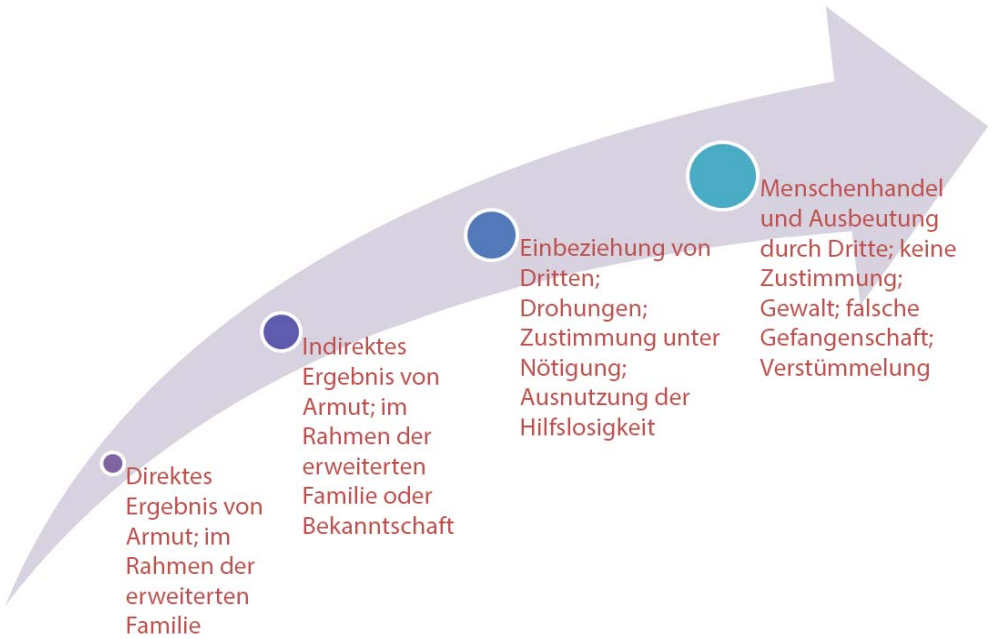 Direktes
Ergebnis von
Armut; im
Rahmen der
erweiterten
Familie
Indirektes
Ergebnis von
Armut; im
Rahmen der
erweiterten
Familie oder
Bekanntschaft
Einbeziehung von
Dritten;
Drohungen;
Zustimmung unter
Nötigung;
Ausnutzung der
Hilfslosigkeit
Menschenhandel
und Ausbeutung
durch Dritte; keine
Zustimmung;
Gewalt; falsche
Gefangenschaft;
Verstümmelung